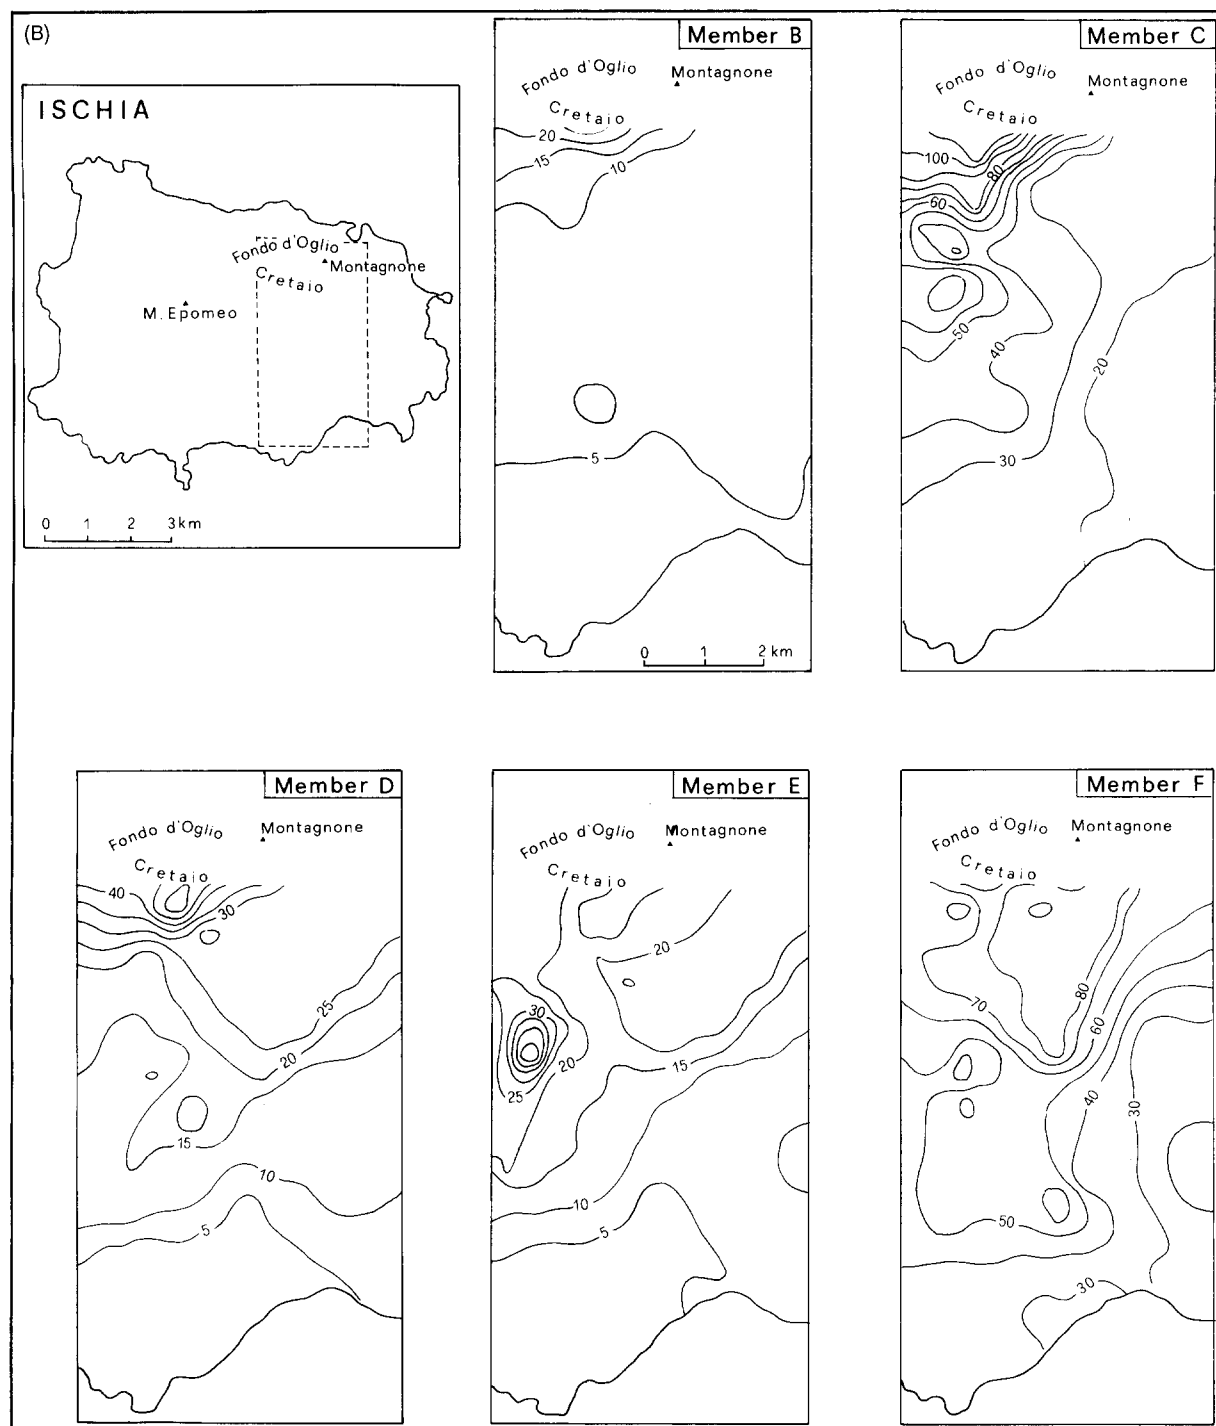 (B)
ISCHIA
Fondo d'Oglio
Montagnone
Cretaio
M. Epomeo
0 1 2 3 km
Member B
Fondo d'Oglio
Montagnone
Cretaio
20
15
10
5
0 1 2 km
Member C
Fondo d'Oglio
Montagnone
Cretaio
100
80
60
50
40
20
30
Member D
Fondo d'Oglio
Montagnone
Cretaio
40
30
25
20
15
10
5
Member E
Fondo d'Oglio
Montagnone
Cretaio
20
30
20
15
25
10
5
Member F
Fondo d'Oglio
Montagnone
Cretaio
80
70
60
40
30
50
30